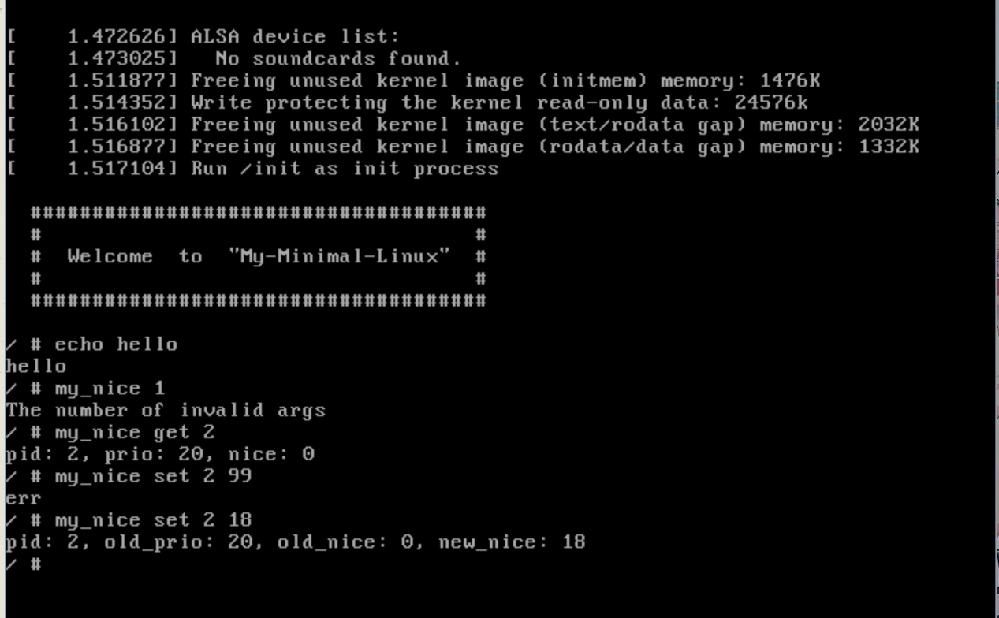 [    1.472626] ALSA device list:
[    1.473025]   No soundcards found.
[    1.511877] Freeing unused kernel image (initmem) memory: 1476K
[    1.514352] Write protecting the kernel read-only data: 24576k
[    1.516102] Freeing unused kernel image (text/rodata gap) memory: 2032K
[    1.516877] Freeing unused kernel image (rodata/data gap) memory: 1332K
[    1.517104] Run /init as init process
  #####################################
  #                                   #
  #  Welcome  to  "My-Minimal-Linux"  #
  #                                   #
  #####################################
/ # echo hello
hello
/ # my_nice 1
The number of invalid args
/ # my_nice get 2
pid: 2, prio: 20, nice: 0
/ # my_nice set 2 99
err
/ # my_nice set 2 18
pid: 2, old_prio: 20, old_nice: 0, new_nice: 18
/ #